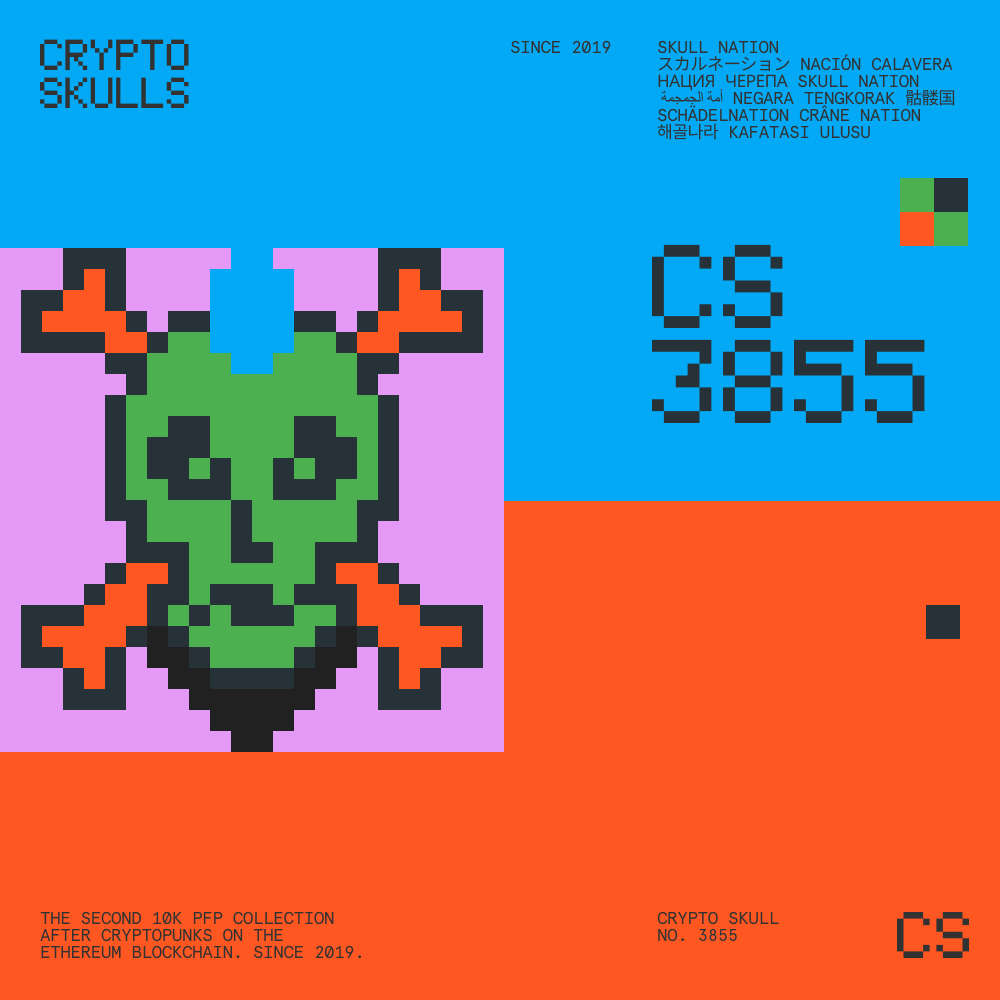 CRYPTO
SKULLS
SINCE 2019
SKULL NATION
スカルネーション NACIÓN CALAVERA
НАЦИЯ ЧЕРЕПА SKULL NATION
أمة الجمجمة NEGARA TENGKORAK 骷髅国
SCHÄDELNATION CRÂNE NATION
해골나라 KAFATASI ULUSU
CS
3855
THE SECOND 10K PFP COLLECTION
AFTER CRYPTOPUNKS ON THE
ETHEREUM BLOCKCHAIN. SINCE 2019.
CRYPTO SKULL
NO. 3855
CS